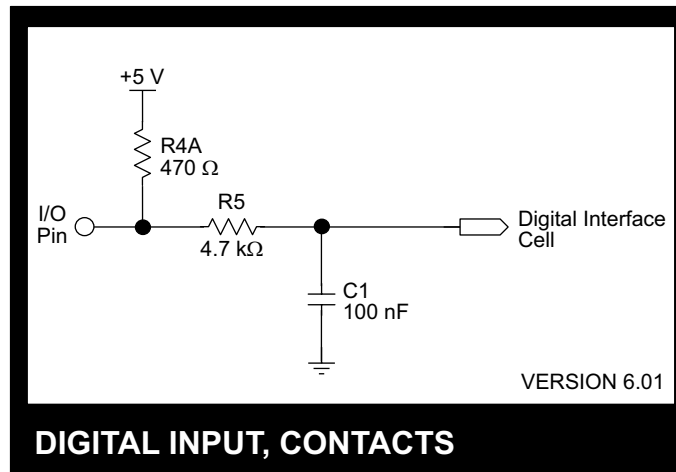 +5 V
R4A
470 Ω
I/O
Pin
R5
4.7 kΩ
Digital Interface
Cell
C1
100 nF
VERSION 6.01
DIGITAL INPUT, CONTACTS